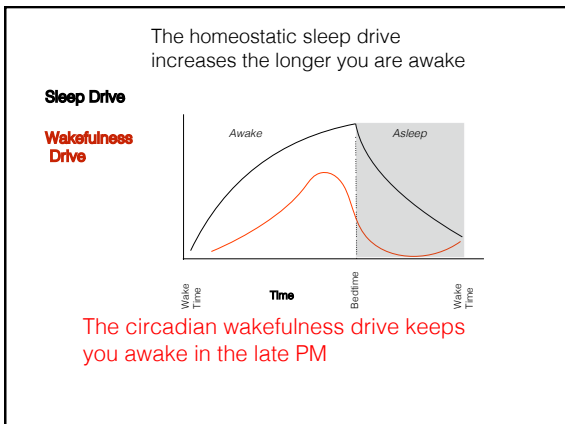 The homeostatic sleep drive
increases the longer you are awake
Sleep Drive
Wakefulness
Drive
Awake
Asleep
Wake
Time
Time
Bedtime
Wake
Time
The circadian wakefulness drive keeps
you awake in the late PM